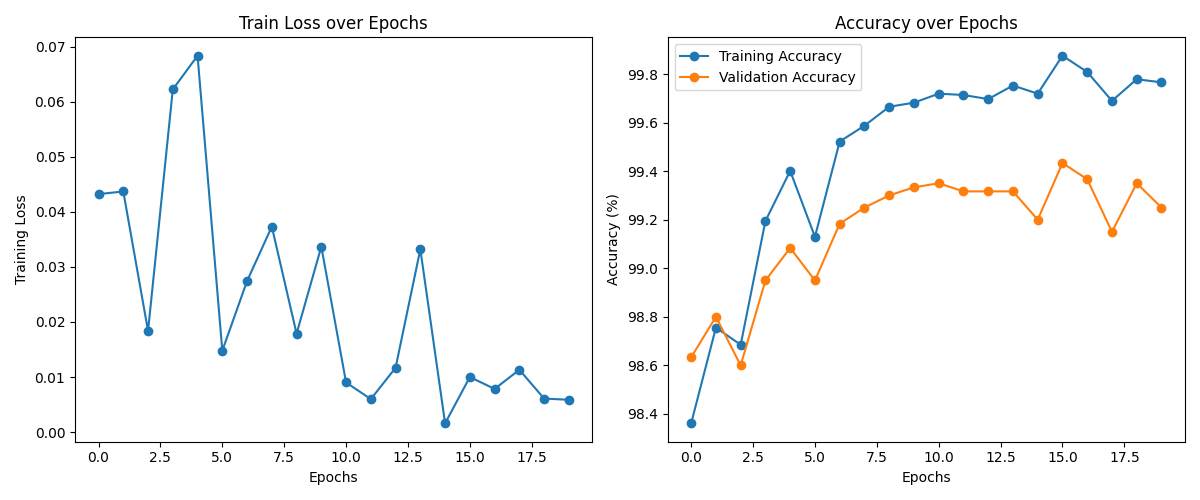 Train Loss over Epochs
0.07
0.06
0.05
0.04
0.03
0.02
0.01
0.00
Training Loss
0.0 2.5 5.0 7.5 10.0 12.5 15.0 17.5
Epochs
Accuracy over Epochs
Training Accuracy
Validation Accuracy
99.8
99.6
99.4
99.2
99.0
98.8
98.6
98.4
Accuracy (%)
0.0 2.5 5.0 7.5 10.0 12.5 15.0 17.5
Epochs